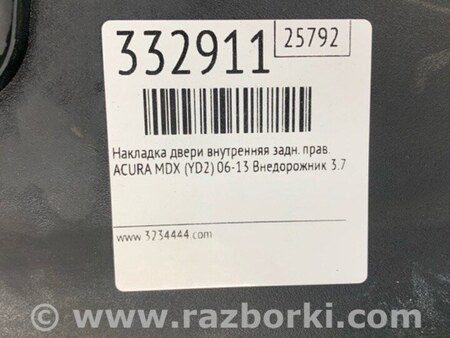 332911
25792
Накладка двери внутренняя задн. прав.
ACURA MDX (YD2) 06-13 Внедорожник 3.7
www 3234444.com
© www.razborki.com